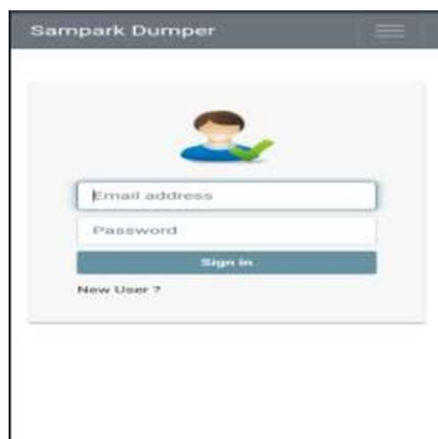 Sampark Dumper
Email address
Password
Sign in
New User ?